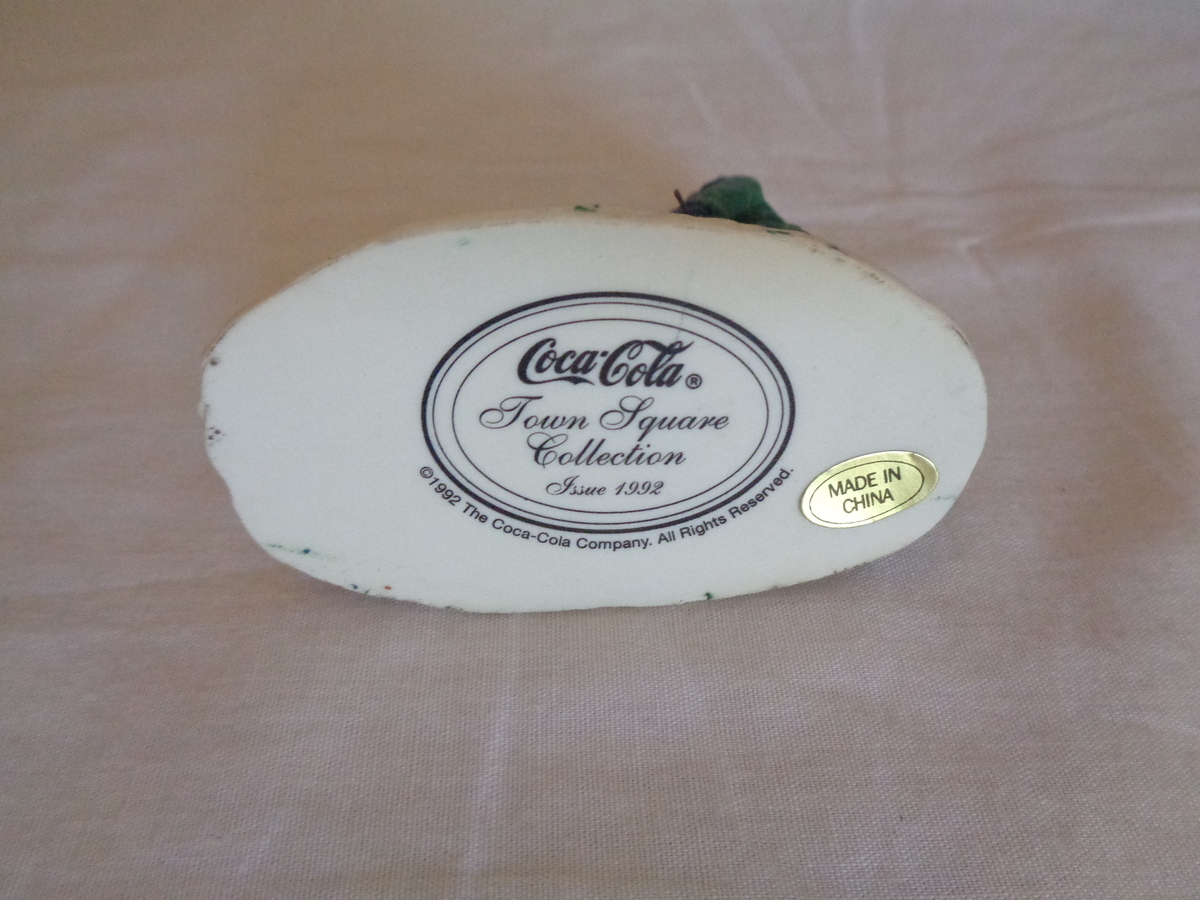 Coca-Cola®
Town Square
Collection
Issue 1992
©1992 The Coca-Cola Company. All Rights Reserved.
MADE IN
CHINA